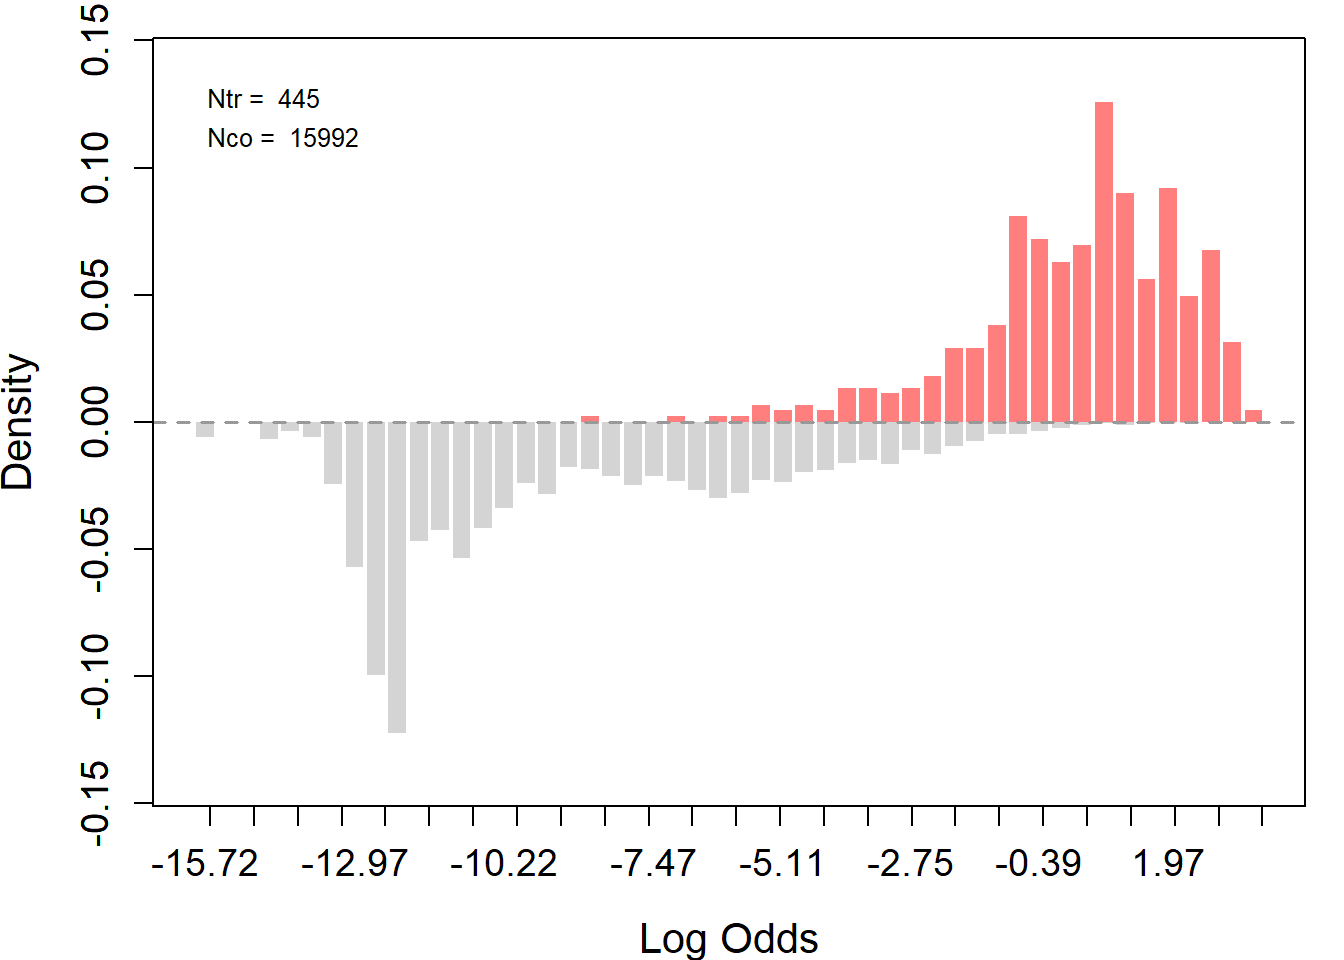 Ntr =  445
Nco =  15992
0.15
0.10
0.05
0.00
-0.05
-0.10
-0.15
Density
-15.72 -12.97 -10.22 -7.47 -5.11 -2.75 -0.39 1.97
Log Odds